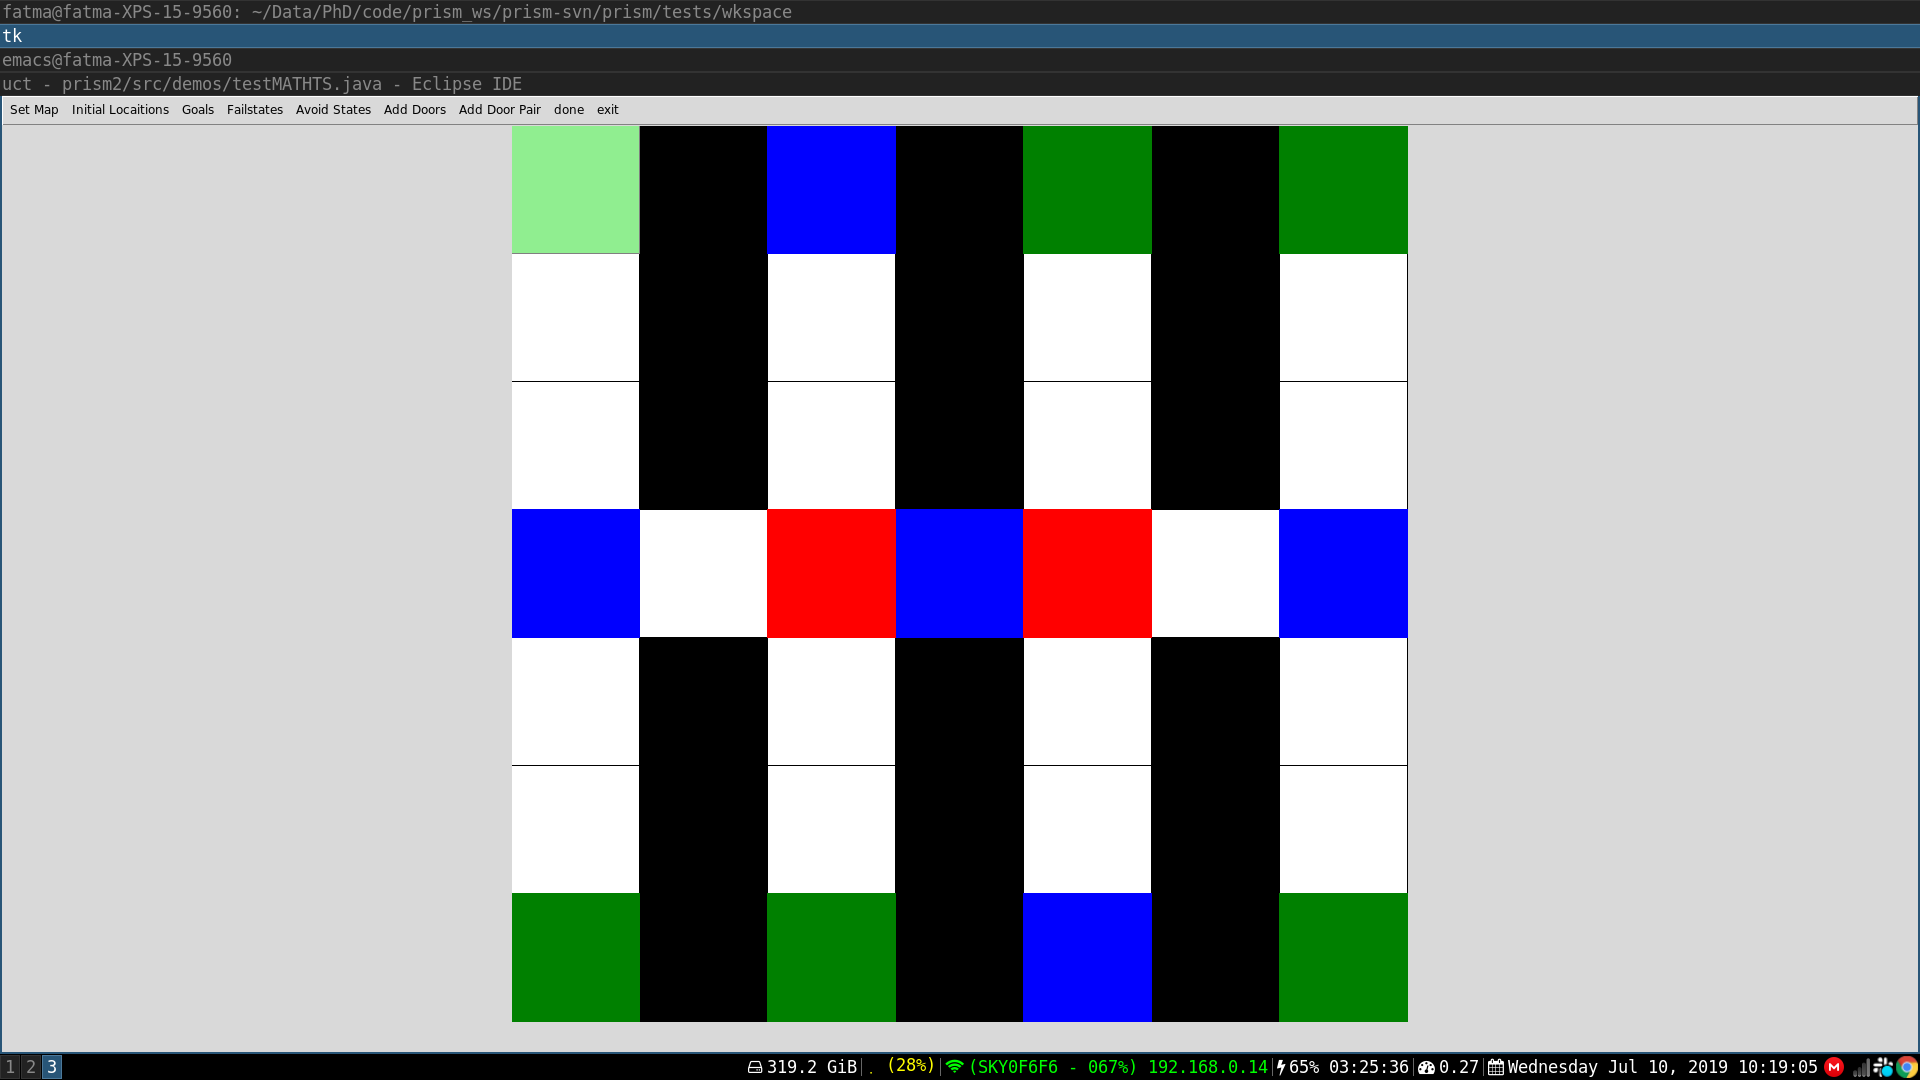 fatma@fatma-XPS-15-9560: ~/Data/PhD/code/prism_ws/prism-svn/prism/tests/wkspace
tk
emacs@fatma-XPS-15-9560
uct - prism2/src/demos/testMATHTS.java - Eclipse IDE
Set Map Initial Locaitions Goals Failstates Avoid States Add Doors Add Door Pair done exit
1 2 3 319.2 GiB . (28%) (SKY0F6F6 - 067%) 192.168.0.14 65% 03:25:36 0.27 Wednesday Jul 10, 2019 10:19:05 M